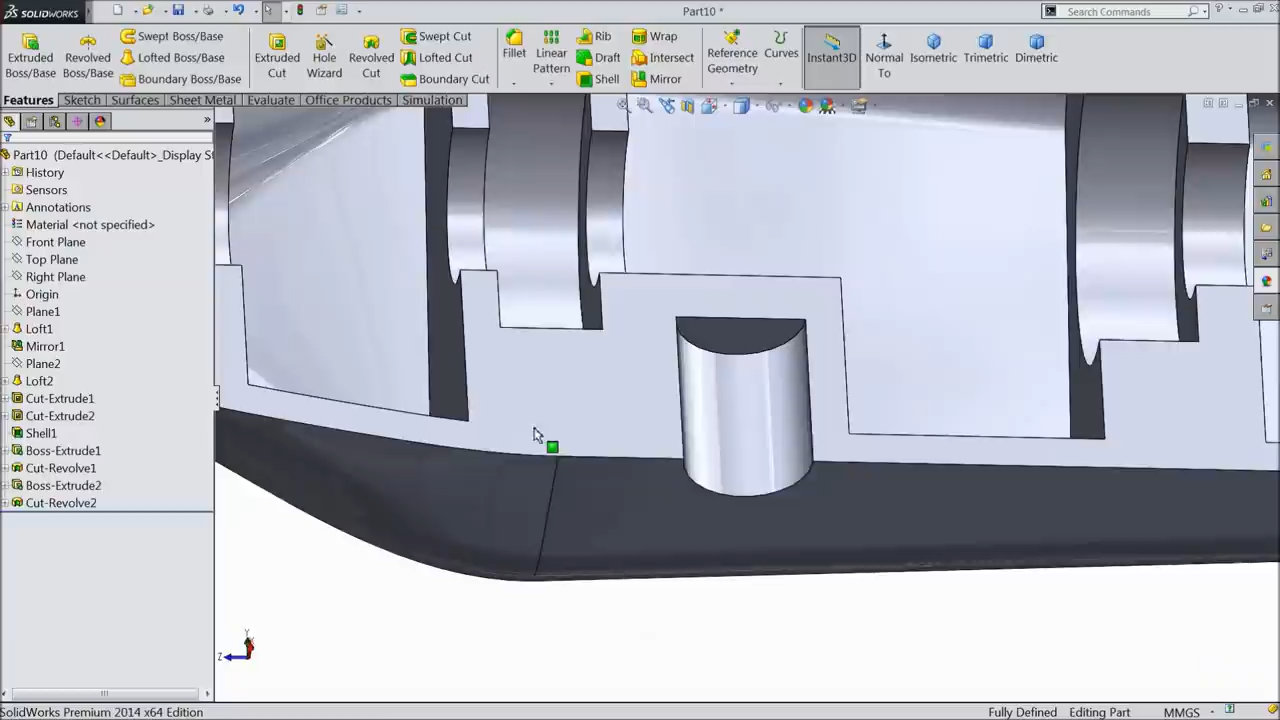 SOLIDWORKS
Part10 *
Search Commands
Extruded Boss/Base
Revolved Boss/Base
Swept Boss/Base
Lofted Boss/Base
Boundary Boss/Base
Extruded Cut
Hole Wizard
Revolved Cut
Swept Cut
Lofted Cut
Boundary Cut
Fillet
Linear Pattern
Rib
Draft
Shell
Wrap
Intersect
Mirror
Reference Geometry
Curves
Instant3D
Normal To
Isometric
Trimetric
Dimetric
Features
Sketch
Surfaces
Sheet Metal
Evaluate
Office Products
Simulation
Part10 (Default<<Default>_Display S
History
Sensors
Annotations
Material <not specified>
Front Plane
Top Plane
Right Plane
Origin
Plane1
Loft1
Mirror1
Plane2
Loft2
Cut-Extrude1
Cut-Extrude2
Shell1
Boss-Extrude1
Cut-Revolve1
Boss-Extrude2
Cut-Revolve2
Y
Z
SolidWorks Premium 2014 x64 Edition
Fully Defined
Editing Part
MMGS